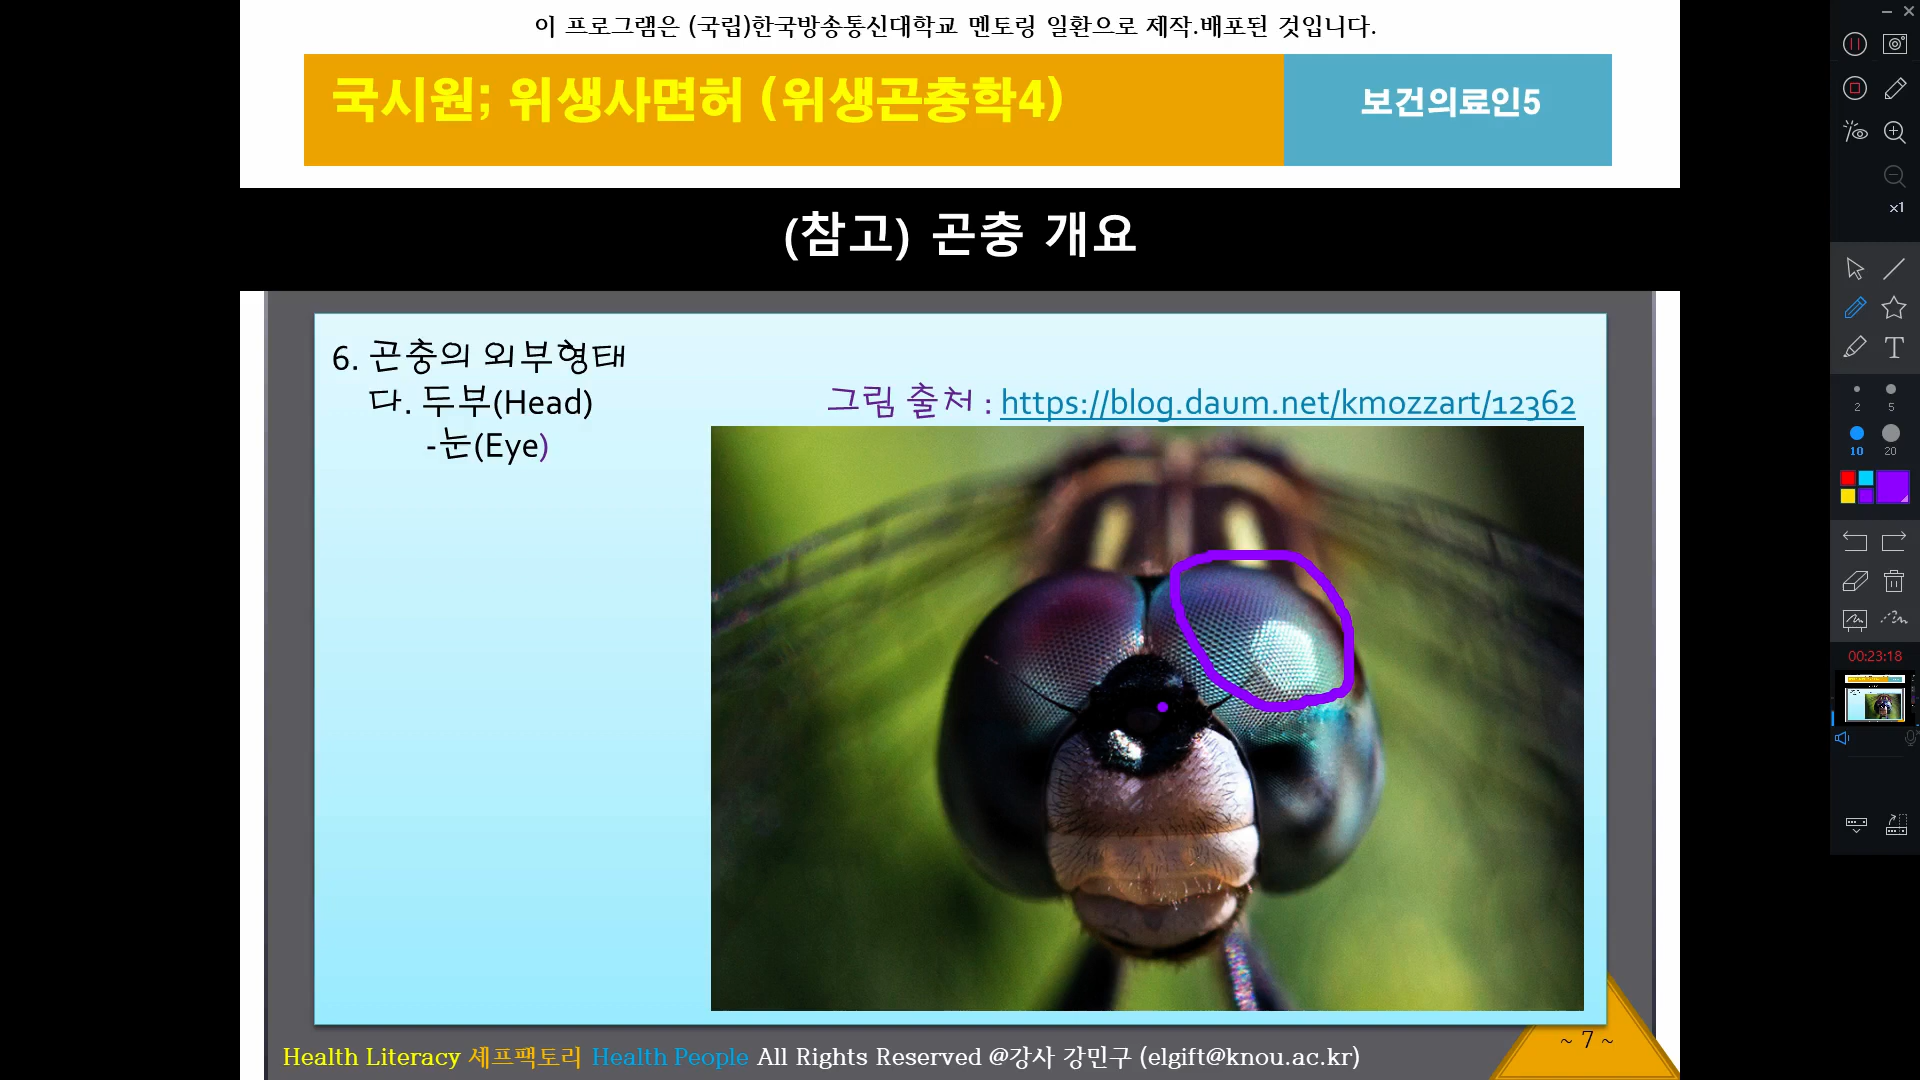 이 프로그램은 (국립)한국방송통신대학교 멘토링 일환으로 제작.배포된 것입니다.
국시원; 위생사면허 (위생곤충학4)
보건의료인5
(참고) 곤충 개요
6. 곤충의 외부형태
다. 두부(Head)
그림 출처 : https://blog.daum.net/kmozzart/12362
-눈(Eye)
~ 7 ~
Health Literacy 셰프팩토리 Health People All Rights Reserved @강사 강민구 (elgift@knou.ac.kr)
x1
T
2 5
10 20
00:23:18